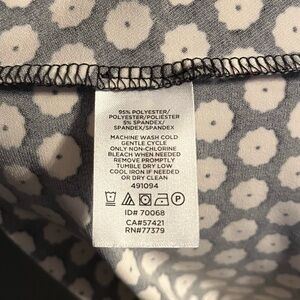 95% POLYESTER/
POLYESTER/POLIÉSTER
5% SPANDEX/
SPANDEX/SPANDEX
MACHINE WASH COLD
GENTLE CYCLE
ONLY NON-CHLORINE
BLEACH WHEN NEEDED
REMOVE PROMPTLY
TUMBLE DRY LOW
COOL IRON IF NEEDED
OR DRY CLEAN
491094
ID# 70068
CA#57421
RN#77379